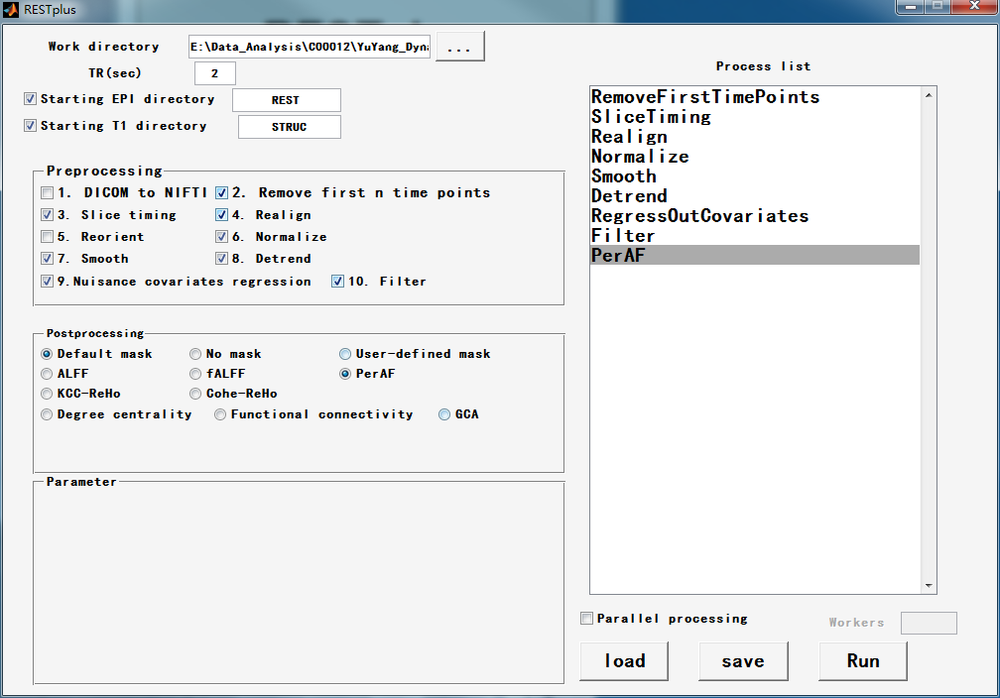 RESTplus
Work directory E:\Data_Analysis\COO012\YuYang_Dyna ...
TR(sec) 2
Starting EPI directory REST
Starting T1 directory STRUC
Preprocessing
1. DICOM to NIFTI 2. Remove first n time points
3. Slice timing 4. Realign
5. Reorient 6. Normalize
7. Smooth 8. Detrend
9.Nuisance covariates regression 10. Filter
Postprocessing
Default mask No mask User-defined mask
ALFF fALFF PerAF
KCC-ReHo Cohe-ReHo
Degree centrality Functional connectivity GCA
Parameter
Process list
RemoveFirstTimePoints
SliceTiming
Realign
Normalize
Smooth
Detrend
RegressOutCovariates
Filter
PerAF
Parallel processing Workers
load save Run